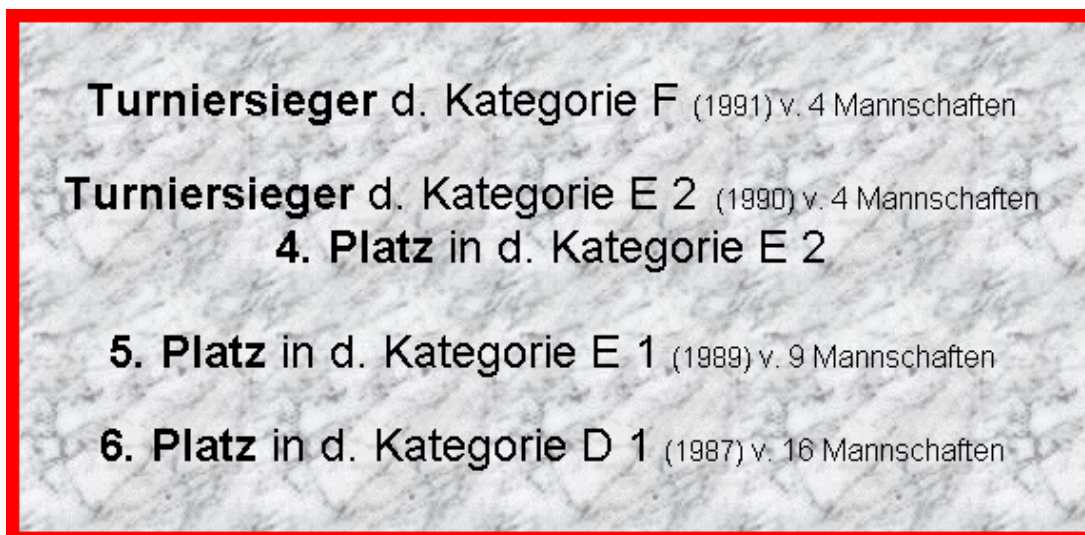 Turniersieger d. Kategorie F (1991) v. 4 Mannschaften
Turniersieger d. Kategorie E 2 (1990) v. 4 Mannschaften
4. Platz in d. Kategorie E 2
5. Platz in d. Kategorie E 1 (1989) v. 9 Mannschaften
6. Platz in d. Kategorie D 1 (1987) v. 16 Mannschaften